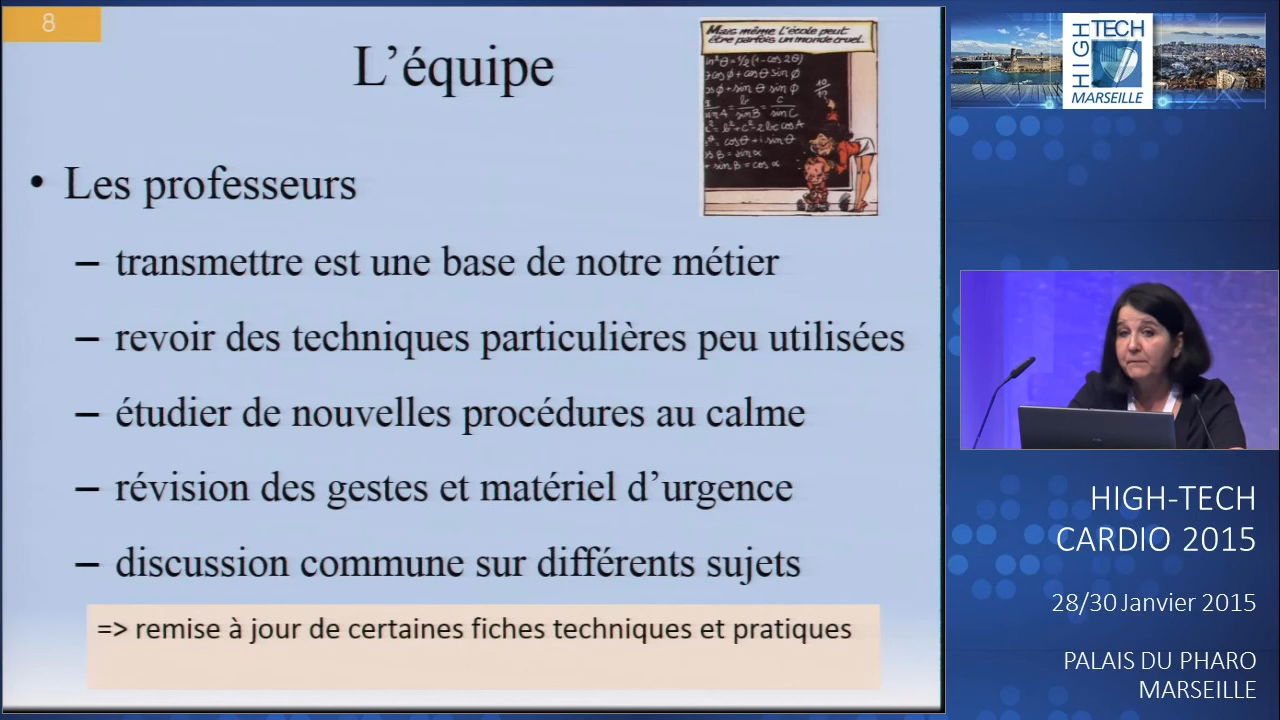 8
L’équipe
Mais même l'école peut
être parfois un monde cruel.
• Les professeurs
– transmettre est une base de notre métier
– revoir des techniques particulières peu utilisées
– étudier de nouvelles procédures au calme
– révision des gestes et matériel d’urgence
– discussion commune sur différents sujets
=> remise à jour de certaines fiches techniques et pratiques
HIGH
TECH
MARSEILLE
HIGH-TECH
CARDIO 2015
28/30 Janvier 2015
PALAIS DU PHARO
MARSEILLE